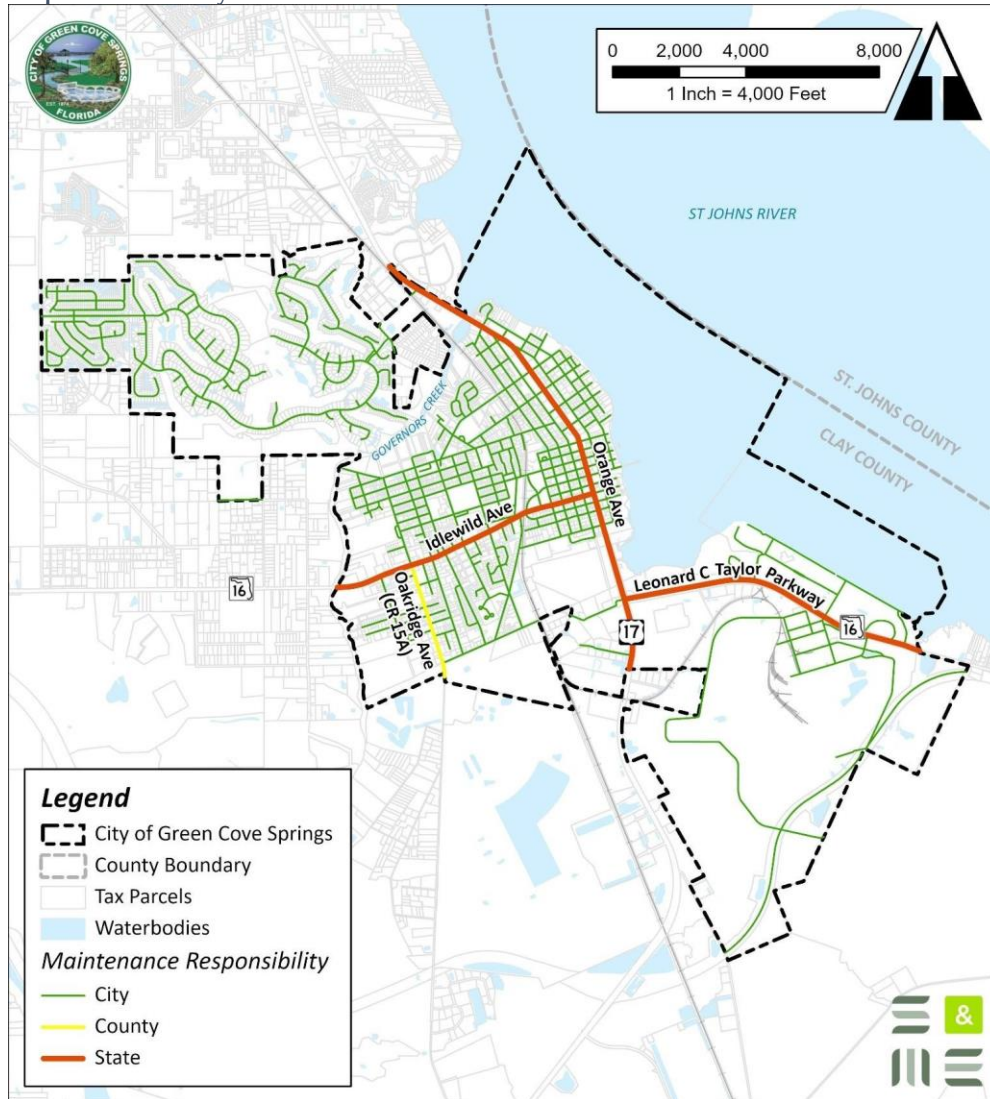 CITY OF GREEN COVE SPRINGS
EST. 1874
FLORIDA
0 2,000 4,000 8,000
1 Inch = 4,000 Feet
ST JOHNS RIVER
ST. JOHNS COUNTY
CLAY COUNTY
GOVERNORS CREEK
Orange Ave
Idlewild Ave
Leonard C Taylor Parkway
Oakridge Ave
(CR-15A)
16
17
16
Legend
City of Green Cove Springs
County Boundary
Tax Parcels
Waterbodies
Maintenance Responsibility
City
County
State
S &
M E